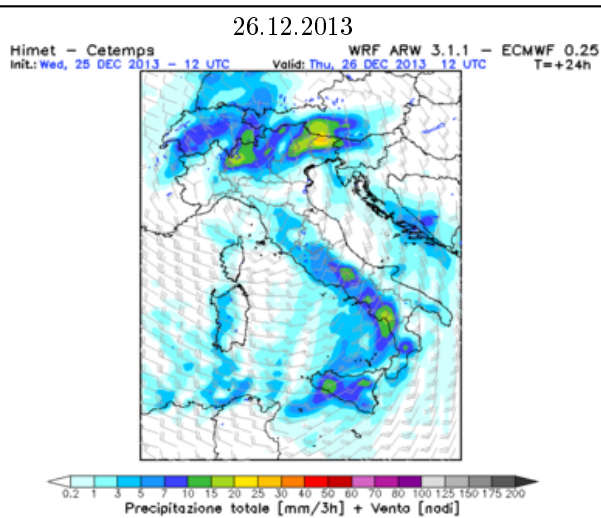 26.12.2013
Himet - Cetemps WRF ARW 3.1.1 - ECMWF 0.25
Init.: Wed, 25 DEC 2013 - 12 UTC Valid: Thu, 26 DEC 2013 12 UTC T=+24h
0.2 1 3 5 7 10 15 20 25 30 40 50 60 70 80 100 125 150 175 200
Precipitazione totale [mm/3h] + Vento [nodi]